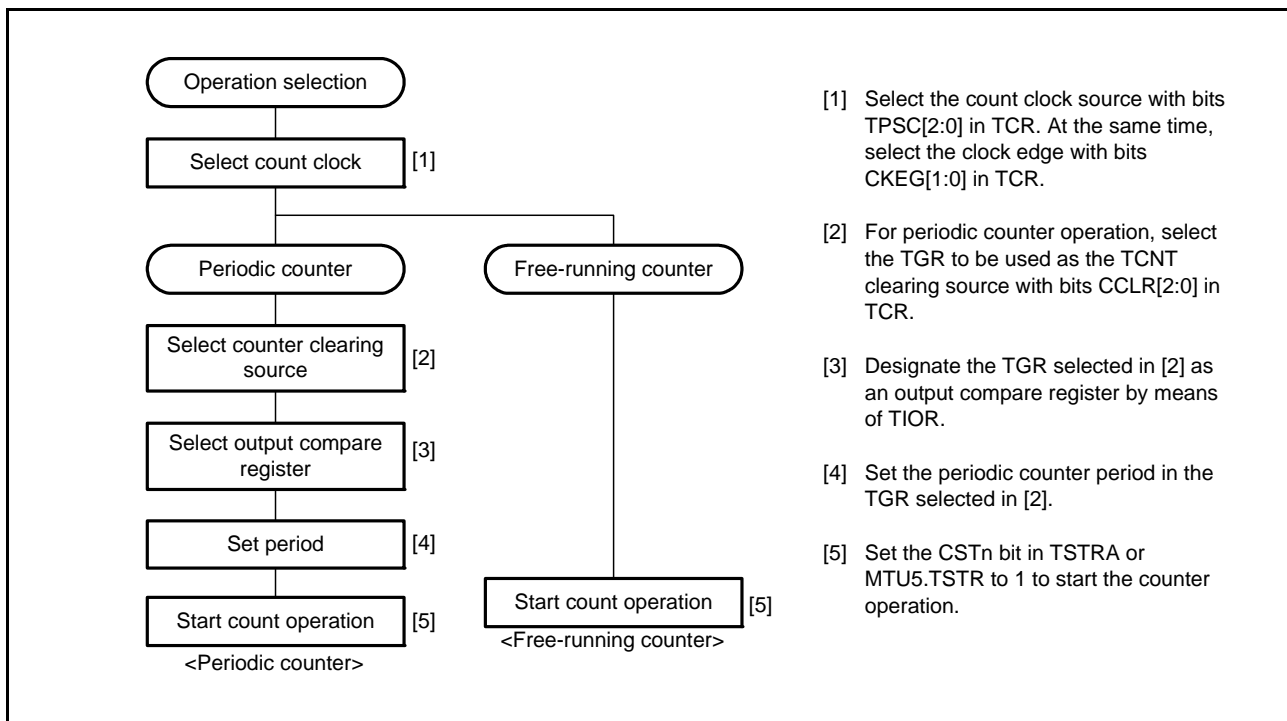 Operation selection
Select count clock
[1]
Periodic counter
Free-running counter
Select counter clearing
source
[2]
Select output compare
register
[3]
Set period
[4]
Start count operation
[5]
<Periodic counter>
Start count operation
[5]
<Free-running counter>
[1] Select the count clock source with bits
TPSC[2:0] in TCR. At the same time,
select the clock edge with bits
CKEG[1:0] in TCR.
[2] For periodic counter operation, select
the TGR to be used as the TCNT
clearing source with bits CCLR[2:0] in
TCR.
[3] Designate the TGR selected in [2] as
an output compare register by means
of TIOR.
[4] Set the periodic counter period in the
TGR selected in [2].
[5] Set the CSTn bit in TSTRA or
MTU5.TSTR to 1 to start the counter
operation.